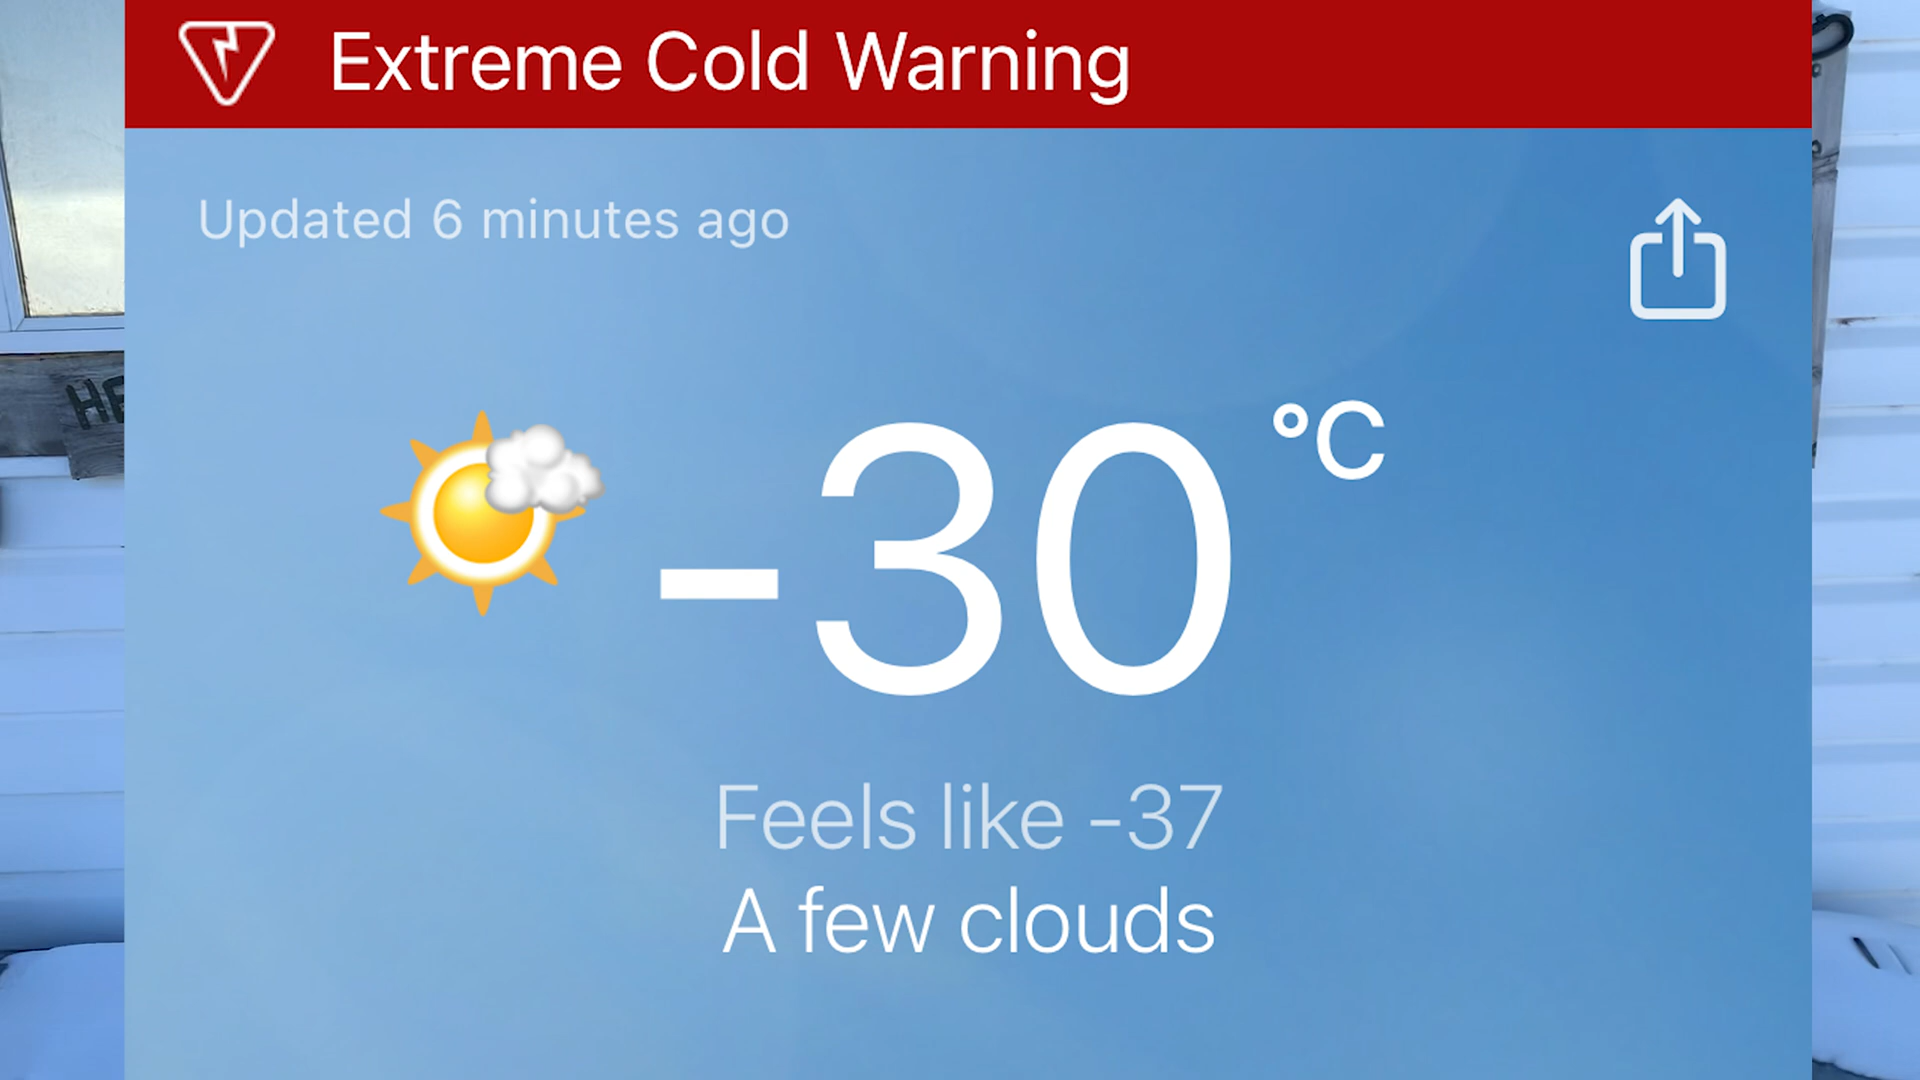 Extreme Cold Warning
Updated 6 minutes ago
-30 °C
Feels like -37
A few clouds